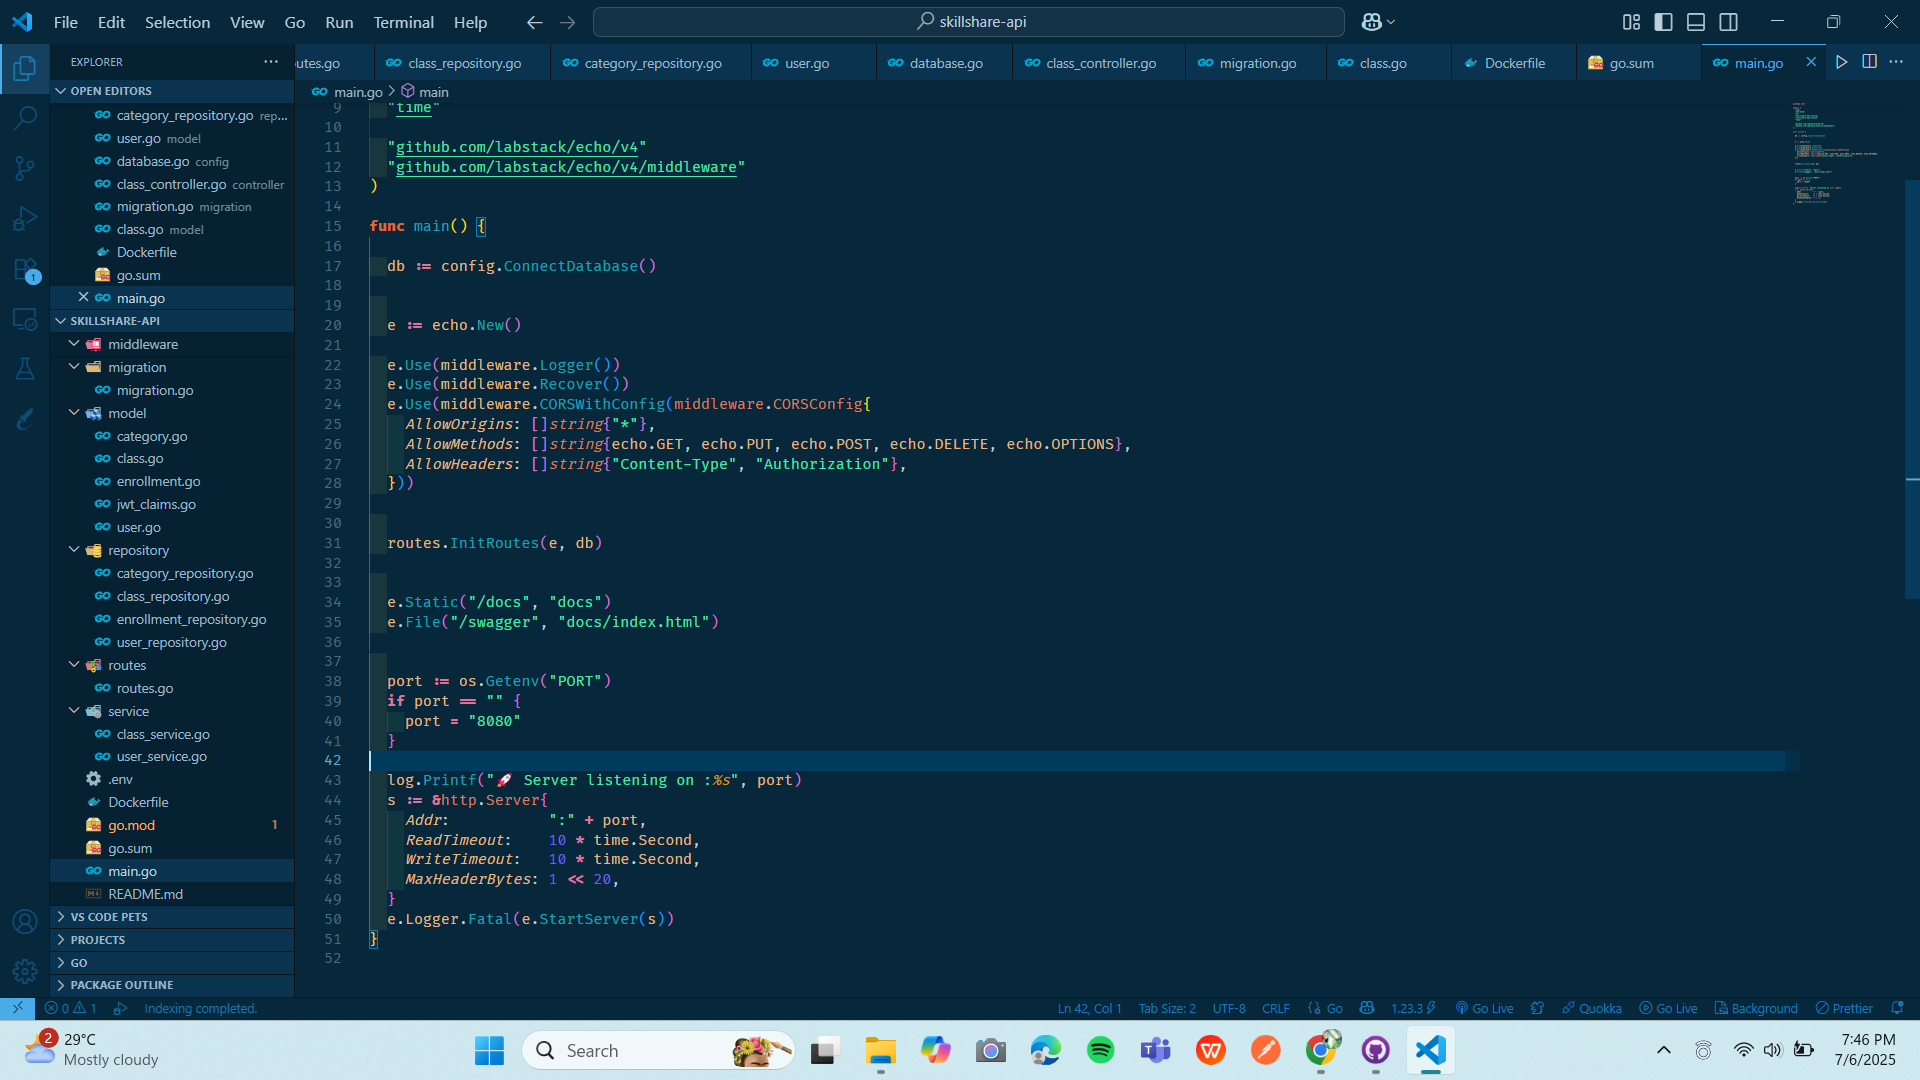 File Edit Selection View Go Run Terminal Help
skillshare-api
EXPLORER
utes.go
class_repository.go
category_repository.go
user.go
database.go
class_controller.go
migration.go
class.go
Dockerfile
go.sum
main.go
main.go > main
OPEN EDITORS
category_repository.go rep...
user.go model
database.go config
class_controller.go controller
migration.go migration
class.go model
Dockerfile
go.sum
main.go
SKILLSHARE-API
middleware
migration
migration.go
model
category.go
class.go
enrollment.go
jwt_claims.go
user.go
repository
category_repository.go
class_repository.go
enrollment_repository.go
user_repository.go
routes
routes.go
service
class_service.go
user_service.go
.env
Dockerfile
go.mod 1
go.sum
main.go
README.md
VS CODE PETS
PROJECTS
GO
PACKAGE OUTLINE
1
9 "time"
10
11 "github.com/labstack/echo/v4"
12 "github.com/labstack/echo/v4/middleware"
13 )
14
15 func main() {
16
17 db := config.ConnectDatabase()
18
19
20 e := echo.New()
21
22 e.Use(middleware.Logger())
23 e.Use(middleware.Recover())
24 e.Use(middleware.CORSWithConfig(middleware.CORSConfig{
25 AllowOrigins: []string{"*"},
26 AllowMethods: []string{echo.GET, echo.PUT, echo.POST, echo.DELETE, echo.OPTIONS},
27 AllowHeaders: []string{"Content-Type", "Authorization"},
28 }))
29
30
31 routes.InitRoutes(e, db)
32
33
34 e.Static("/docs", "docs")
35 e.File("/swagger", "docs/index.html")
36
37
38 port := os.Getenv("PORT")
39 if port == "" {
40 port = "8080"
41 }
42
43 log.Printf("🚀 Server listening on :%s", port)
44 s := &http.Server{
45 Addr: ":" + port,
46 ReadTimeout: 10 * time.Second,
47 WriteTimeout: 10 * time.Second,
48 MaxHeaderBytes: 1 << 20,
49 }
50 e.Logger.Fatal(e.StartServer(s))
51 }
52
0 1 Indexing completed. Ln 42, Col 1 Tab Size: 2 UTF-8 CRLF {} Go 1.23.3 Go Live Quokka Go Live Background Prettier
2
29°C
Mostly cloudy
Search
7:46 PM
7/6/2025